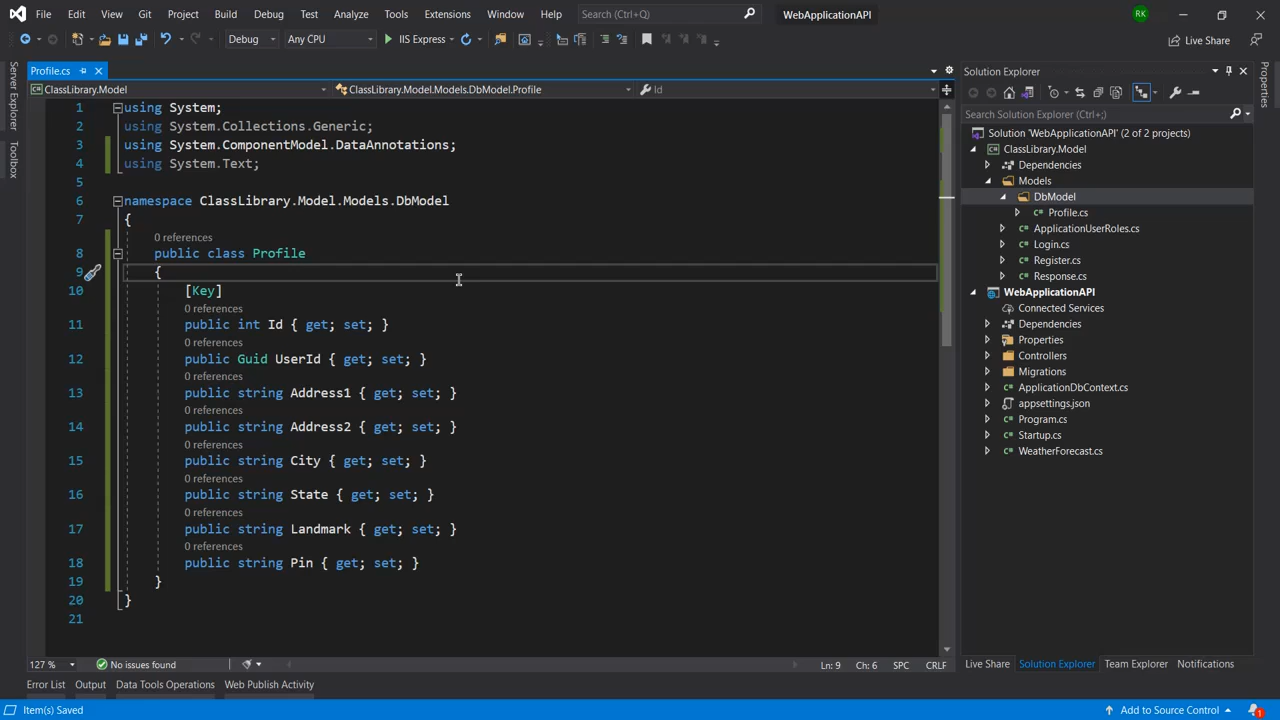 File Edit View Git Project Build Debug Test Analyze Tools Extensions Window Help Search (Ctrl+Q) WebApplicationAPI RK
Debug Any CPU IIS Express Live Share
Server Explorer
Toolbox
Profile.cs
ClassLibrary.Model ClassLibrary.Model.Models.DbModel.Profile Id
1 using System;
2 using System.Collections.Generic;
3 using System.ComponentModel.DataAnnotations;
4 using System.Text;
5
6 namespace ClassLibrary.Model.Models.DbModel
7 {
0 references
8 public class Profile
9 {
10 [Key]
0 references
11 public int Id { get; set; }
0 references
12 public Guid UserId { get; set; }
0 references
13 public string Address1 { get; set; }
0 references
14 public string Address2 { get; set; }
0 references
15 public string City { get; set; }
0 references
16 public string State { get; set; }
0 references
17 public string Landmark { get; set; }
0 references
18 public string Pin { get; set; }
19 }
20 }
21
127 % No issues found Ln: 9 Ch: 6 SPC CRLF
Error List Output Data Tools Operations Web Publish Activity
Item(s) Saved
Solution Explorer
Search Solution Explorer (Ctrl+;)
Solution 'WebApplicationAPI' (2 of 2 projects)
ClassLibrary.Model
Dependencies
Models
DbModel
C# Profile.cs
C# ApplicationUserRoles.cs
C# Login.cs
C# Register.cs
C# Response.cs
WebApplicationAPI
Connected Services
Dependencies
Properties
Controllers
Migrations
C# ApplicationDbContext.cs
appsettings.json
C# Program.cs
C# Startup.cs
C# WeatherForecast.cs
Live Share Solution Explorer Team Explorer Notifications
Properties
Add to Source Control 1